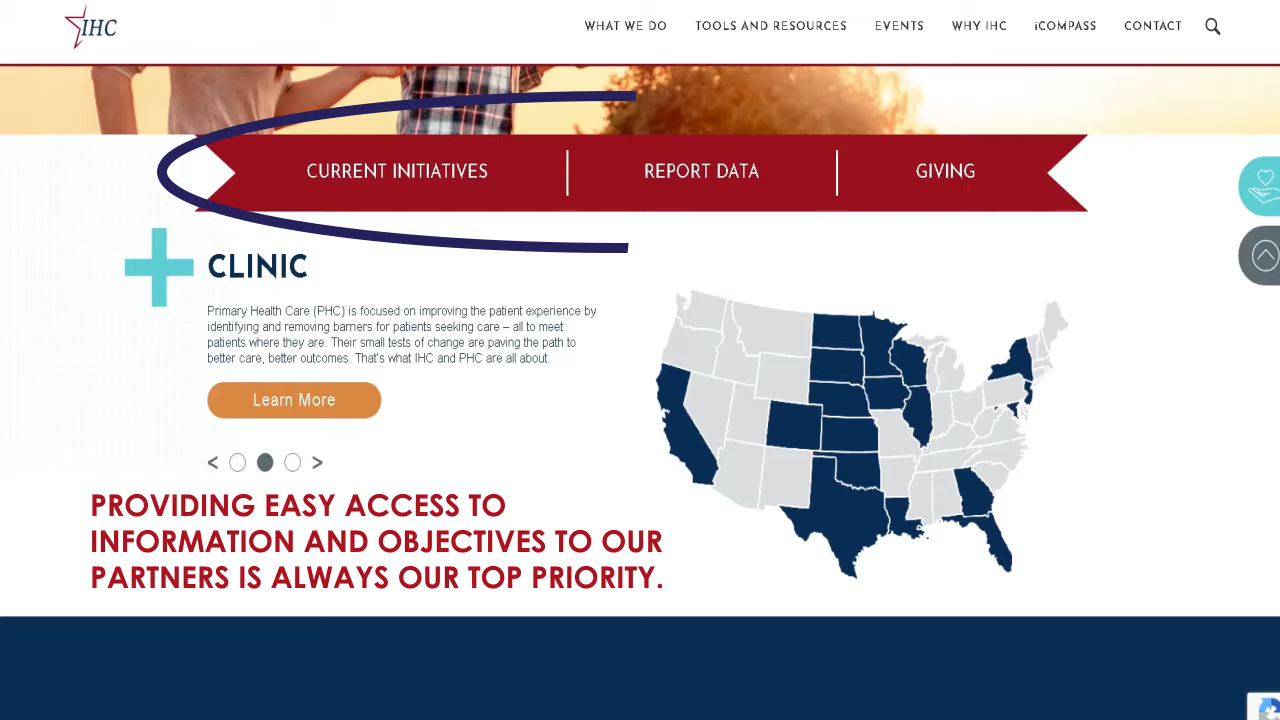 IHC
WHAT WE DO
TOOLS AND RESOURCES
EVENTS
WHY IHC
iCOMPASS
CONTACT
CURRENT INITIATIVES
REPORT DATA
GIVING
CLINIC
Primary Health Care (PHC) is focused on improving the patient experience by
identifying and removing barriers for patients seeking care – all to meet
patients where they are. Their small tests of change are paving the path to
better care, better outcomes. That's what IHC and PHC are all about.
Learn More
< >
PROVIDING EASY ACCESS TO
INFORMATION AND OBJECTIVES TO OUR
PARTNERS IS ALWAYS OUR TOP PRIORITY.